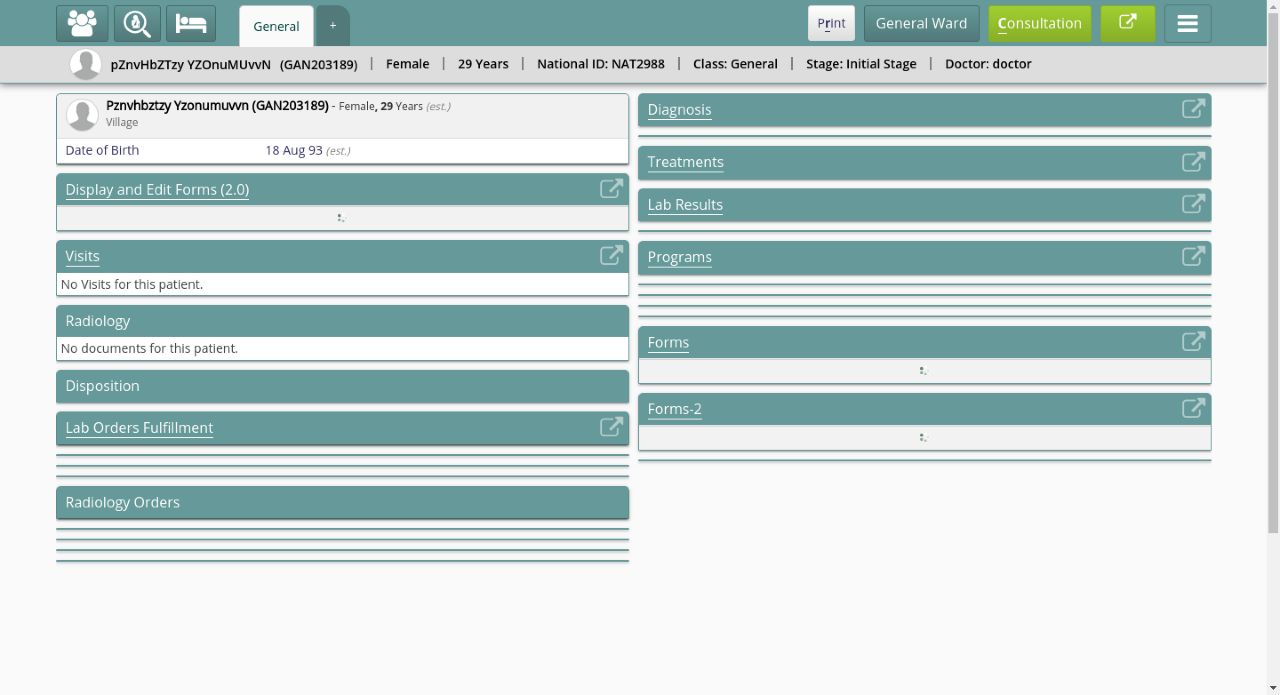 General
+
Print
General Ward
Consultation
pZnvHbZTzy YZOnuMUvvN (GAN203189) | Female | 29 Years | National ID: NAT2988 | Class: General | Stage: Initial Stage | Doctor: doctor
Pznvhbztzy Yzonumuvvn (GAN203189) - Female, 29 Years (est.)
Village
Date of Birth 18 Aug 93 (est.)
Display and Edit Forms (2.0)
Visits
No Visits for this patient.
Radiology
No documents for this patient.
Disposition
Lab Orders Fulfillment
Radiology Orders
Diagnosis
Treatments
Lab Results
Programs
Forms
Forms-2